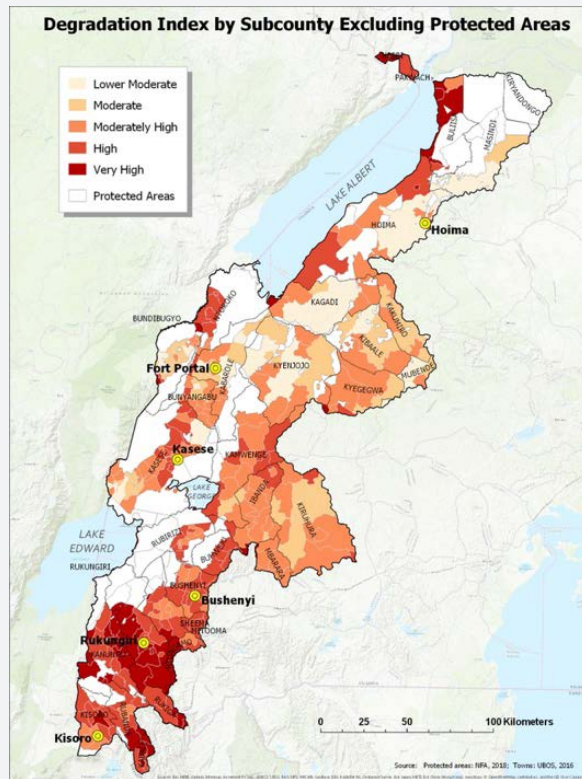 Degradation Index by Subcounty Excluding Protected Areas
Lower Moderate
Moderate
Moderately High
High
Very High
Protected Areas
PAKWACH
KIRYANDONGO
BULIISA
MASINDI
LAKE ALBERT
HOIMA
Hoima
KAGADI
KAKUMIRO
BUNDIBUGYO
NTOROKO
KIBAALE
Fort Portal
KABAROLE
KYENJOJO
MUBENDE
BUNYANGABU
KYEGEGWA
Kasese
KASESE
KAMWENGE
LAKE
GEORGE
IBANDA
KIRUHURA
LAKE
EDWARD
RUBIRIZI
RUKUNGIRI
BUHWEJU
MBARARA
BUSHENYI
Bushenyi
SHEEMA
MITOOMA
KANUNGU
KISORO
RUBANDA
Kisoro
0 25 50 100 Kilometers
Source: Protected areas: NFA, 2018; Towns: UBOS, 2016